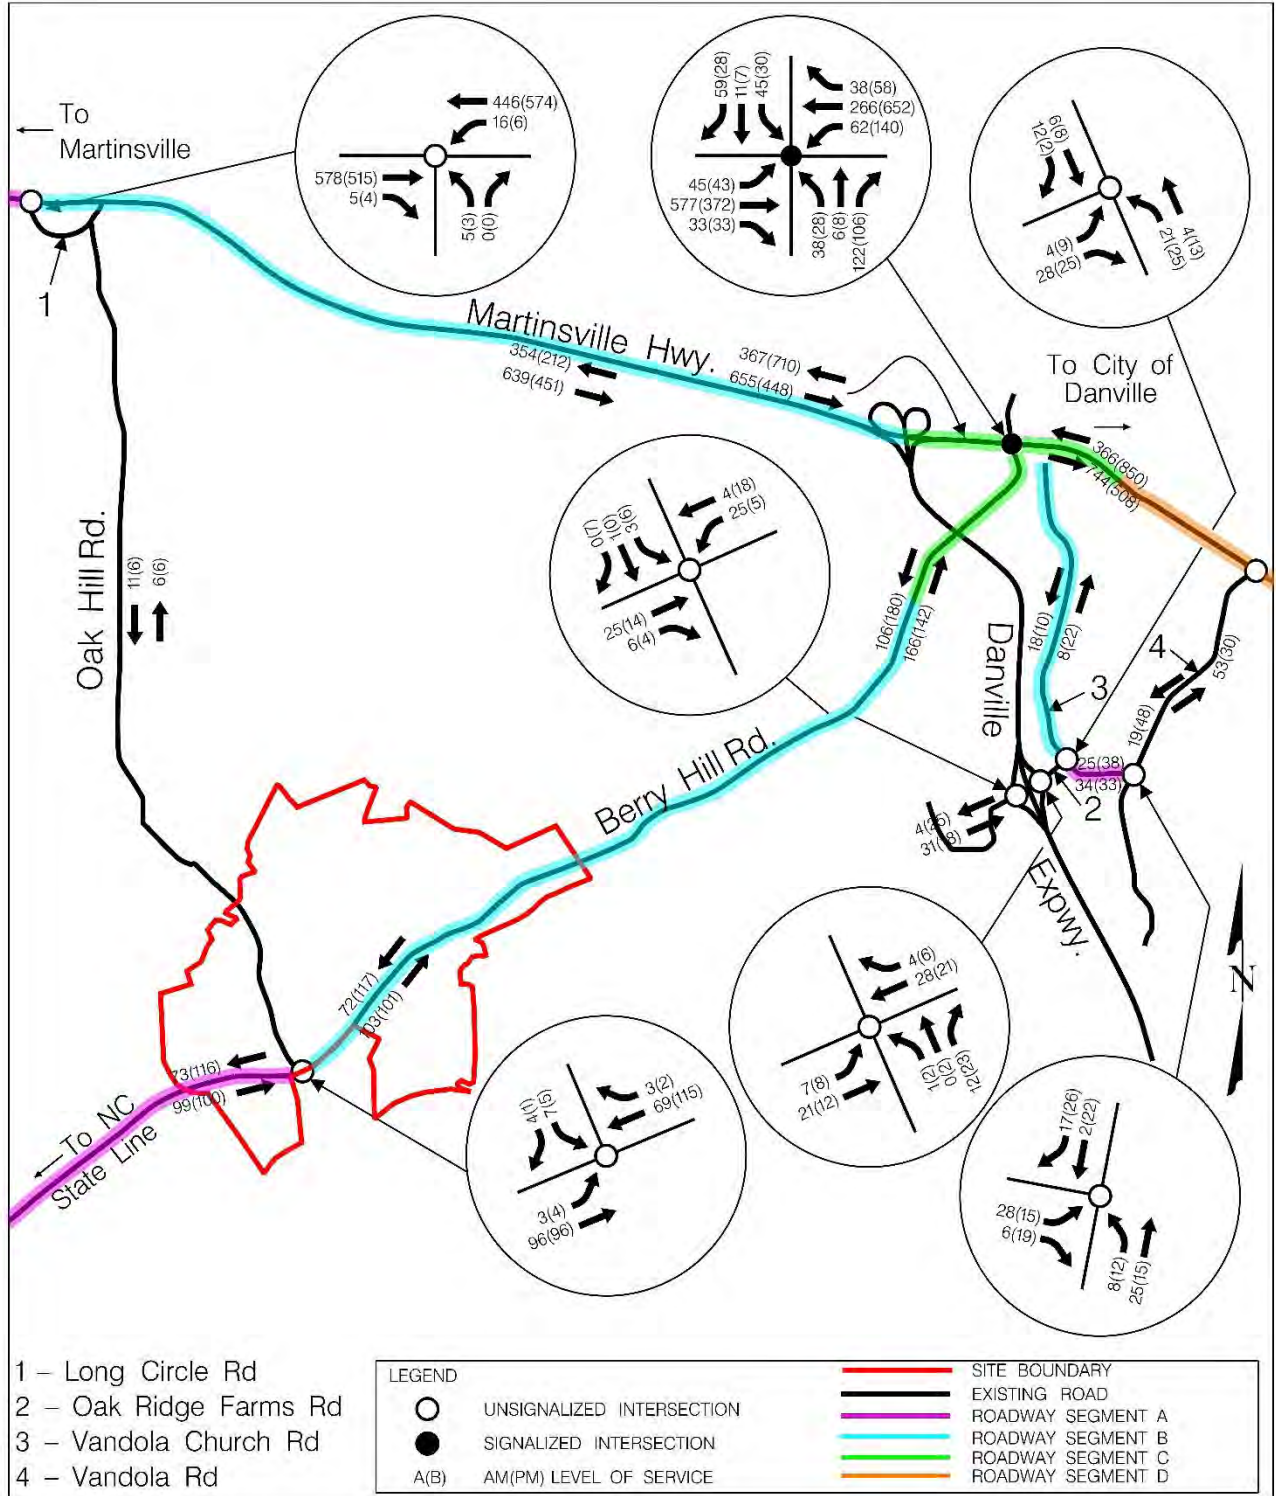 To
Martinsville
446(574)
16(6)
578(515)
5(4)
5(3)
0(0)
59(28)
11(7)
45(30)
38(58)
266(652)
62(140)
45(43)
577(372)
33(33)
38(28)
6(8)
122(106)
6(8)
12(2)
4(9)
28(25)
4(13)
21(25)
1
Martinsville Hwy.
354(212)
639(451)
367(710)
655(448)
To City of
Danville
366(850)
744(508)
Oak Hill Rd.
11(6)
6(6)
0(7)
1(0)
3(6)
4(18)
25(5)
25(14)
6(4)
106(180)
166(142)
Danville
Expwy.
18(10)
8(22)
3
4
53(30)
19(48)
25(38)
34(33)
2
4(25)
Berry Hill Rd.
72(117)
103(101)
73(116)
99(100)
To NC
State Line
4(1)
7(5)
3(2)
69(115)
3(4)
96(96)
4(6)
28(21)
7(8)
21(12)
1(2)
0(2)
12(23)
N
17(26)
2(22)
28(15)
6(19)
8(12)
25(15)
1 – Long Circle Rd
2 – Oak Ridge Farms Rd
3 – Vandola Church Rd
4 – Vandola Rd
LEGEND
UNSIGNALIZED INTERSECTION
SIGNALIZED INTERSECTION
A(B) AM(PM) LEVEL OF SERVICE
SITE BOUNDARY
EXISTING ROAD
ROADWAY SEGMENT A
ROADWAY SEGMENT B
ROADWAY SEGMENT C
ROADWAY SEGMENT D